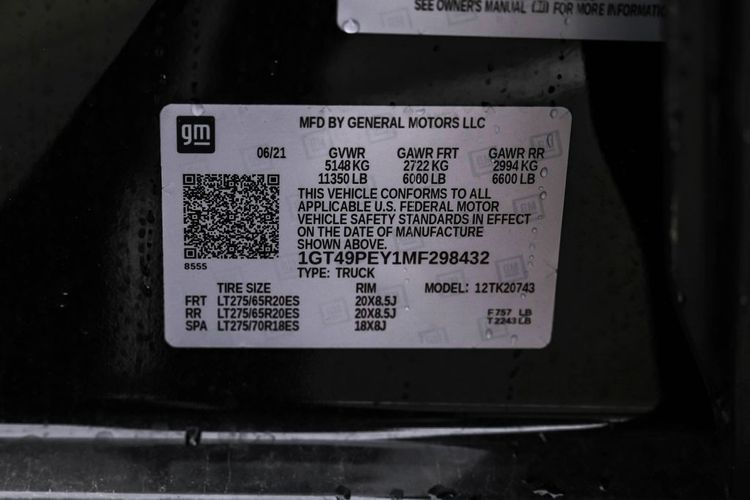 SEE OWNER'S MANUAL FOR MORE INFORMATIO
gm
MFD BY GENERAL MOTORS LLC
06/21 GVWR GAWR FRT GAWR RR
5148 KG 2722 KG 2994 KG
11350 LB 6000 LB 6600 LB
THIS VEHICLE CONFORMS TO ALL
APPLICABLE U.S. FEDERAL MOTOR
VEHICLE SAFETY STANDARDS IN EFFECT
ON THE DATE OF MANUFACTURE
SHOWN ABOVE.
8555
1GT49PEY1MF298432
TYPE: TRUCK
TIRE SIZE RIM MODEL: 12TK20743
FRT LT275/65R20ES 20X8.5J
RR LT275/65R20ES 20X8.5J F 757 LB
SPA LT275/70R18ES 18X8J T 2243 LB